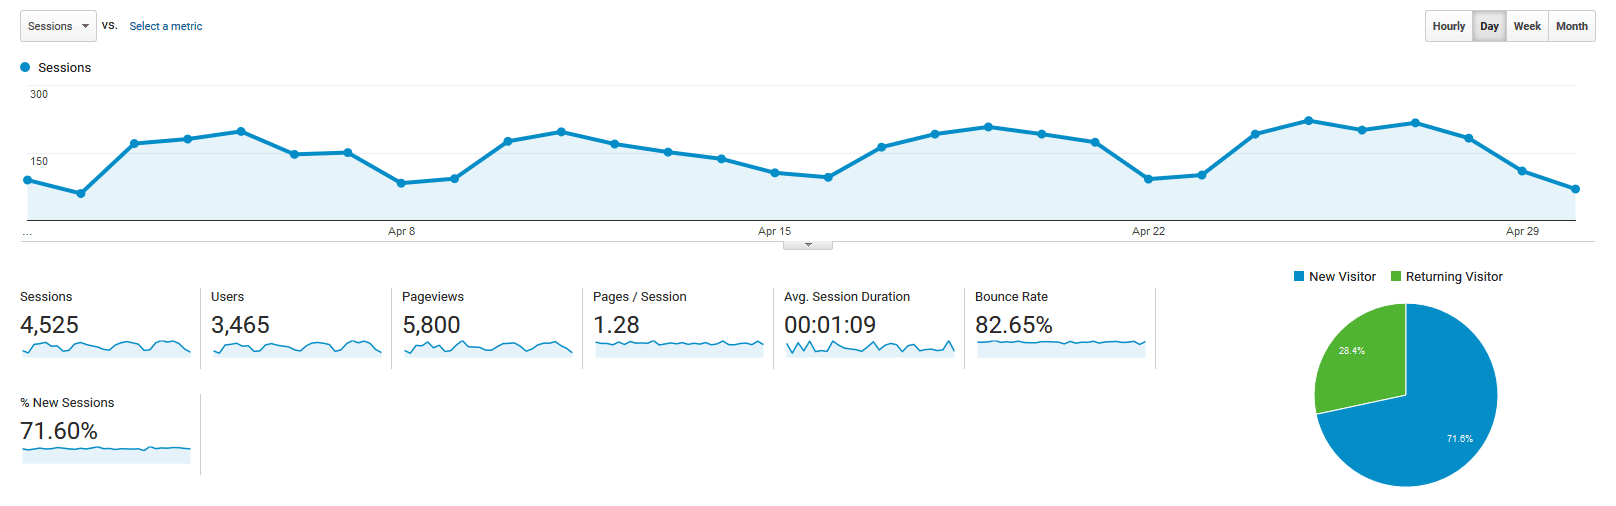 Sessions vs. Select a metric Hourly Day Week Month
Sessions
300
150
... Apr 8 Apr 15 Apr 22 Apr 29
New Visitor Returning Visitor
Sessions Users Pageviews Pages / Session Avg. Session Duration Bounce Rate
4,525 3,465 5,800 1.28 00:01:09 82.65%
28.4%
% New Sessions
71.60%
71.6%